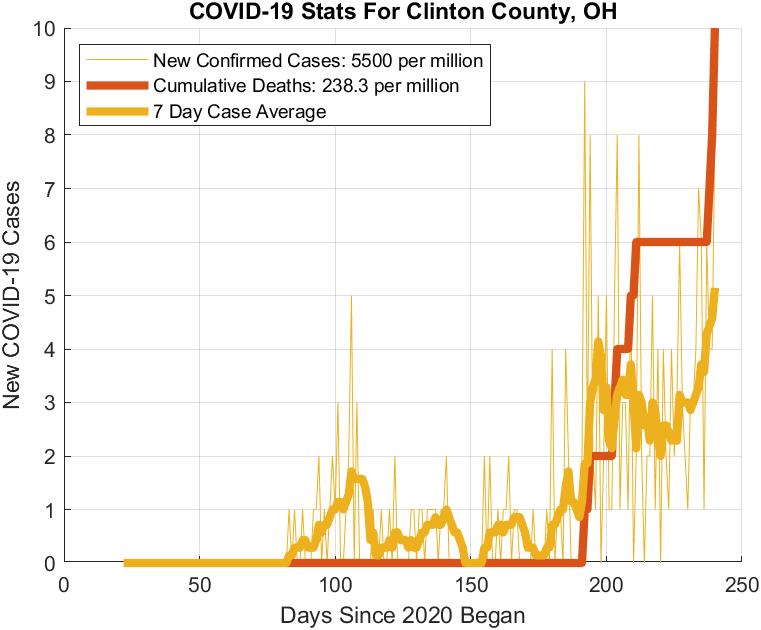 COVID-19 Stats For Clinton County, OH
10
9
8
7
6
5
4
3
2
1
0
New Confirmed Cases: 5500 per million
Cumulative Deaths: 238.3 per million
7 Day Case Average
New COVID-19 Cases
0 50 100 150 200 250
Days Since 2020 Began